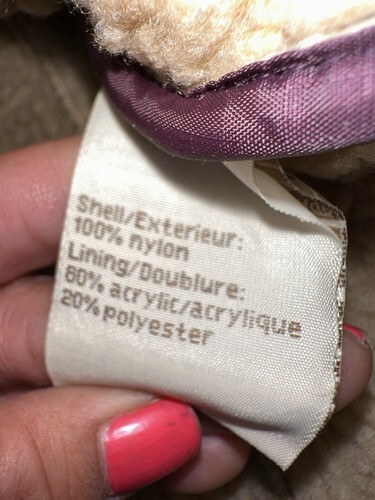 Shell/Exterieur:
100% nylon
Lining/Doublure:
80% acrylic/acrylique
20% polyester